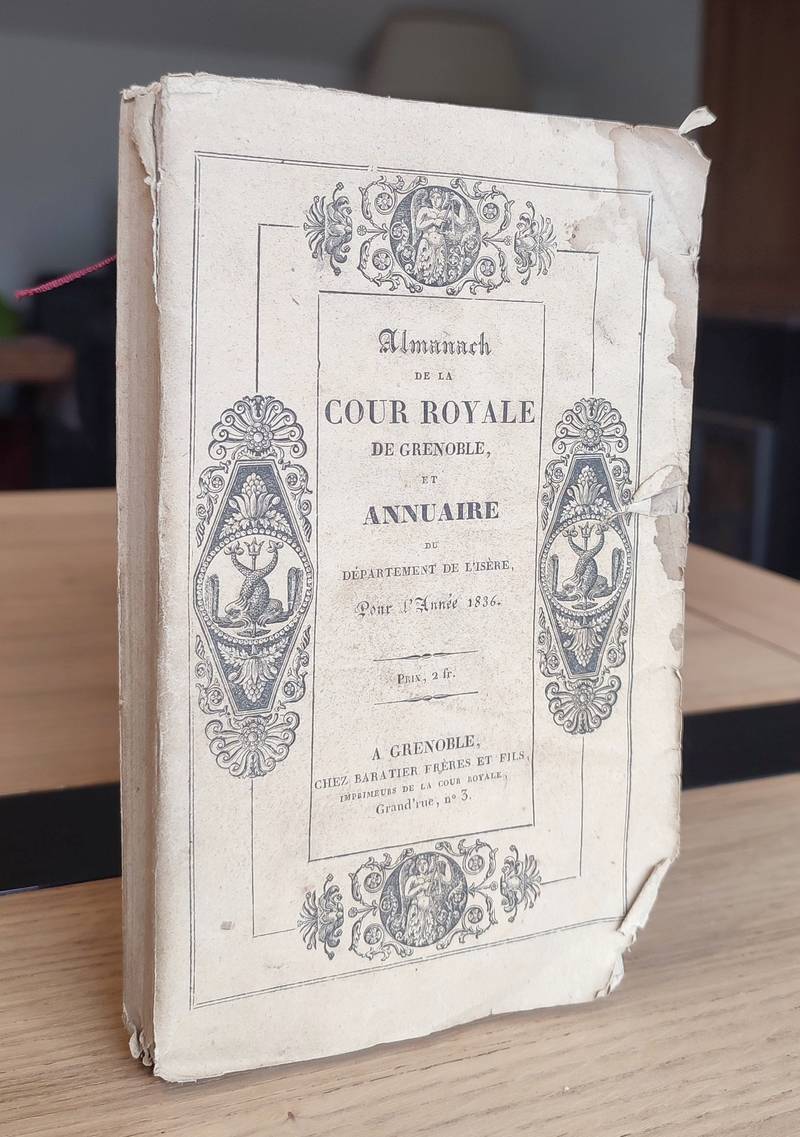 Almanach
DE LA
COUR ROYALE
DE GRENOBLE,
ET
ANNUAIRE
DU
DÉPARTEMENT DE L'ISÈRE,
Pour l'Année 1836.
PRIX, 2 fr.
A GRENOBLE,
CHEZ BARATIER FRÈRES ET FILS,
IMPRIMEURS DE LA COUR ROYALE,
Grand'rue, nº 3.